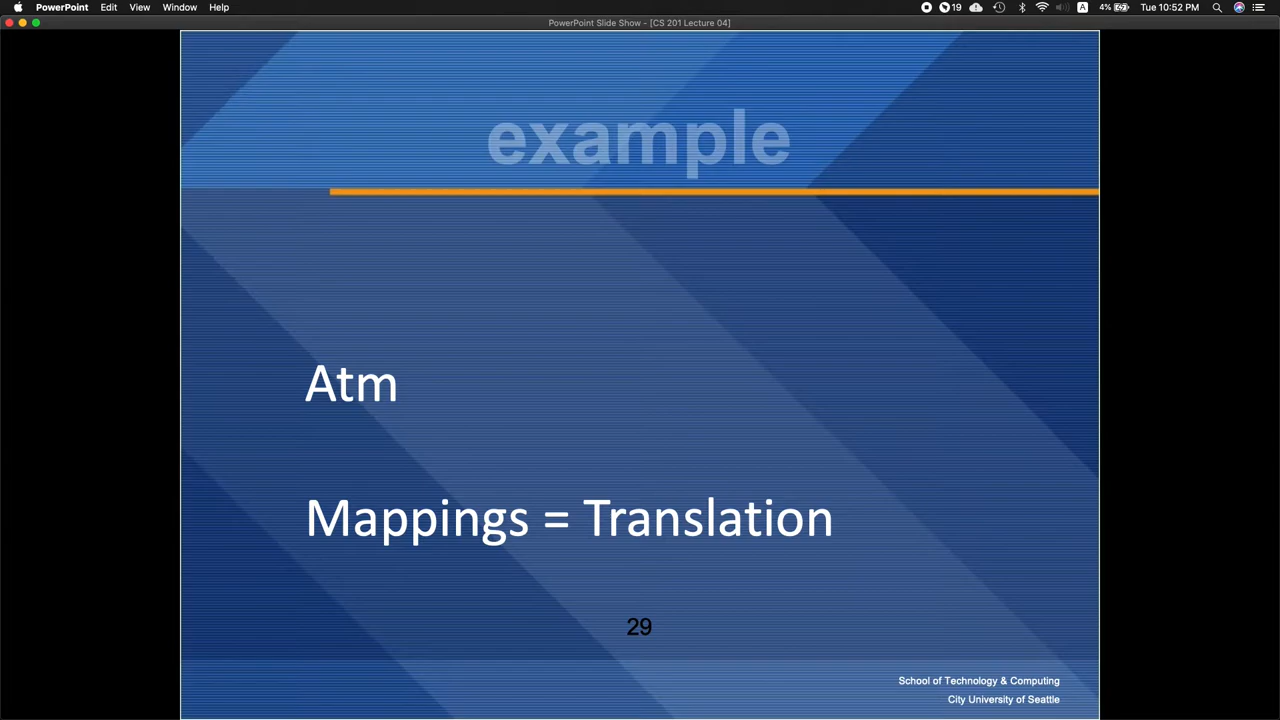 PowerPoint Edit View Window Help 19 A 4% Tue 10:52 PM
PowerPoint Slide Show - [CS 201 Lecture 04]
example
Atm
Mappings = Translation
29
School of Technology & Computing
City University of Seattle